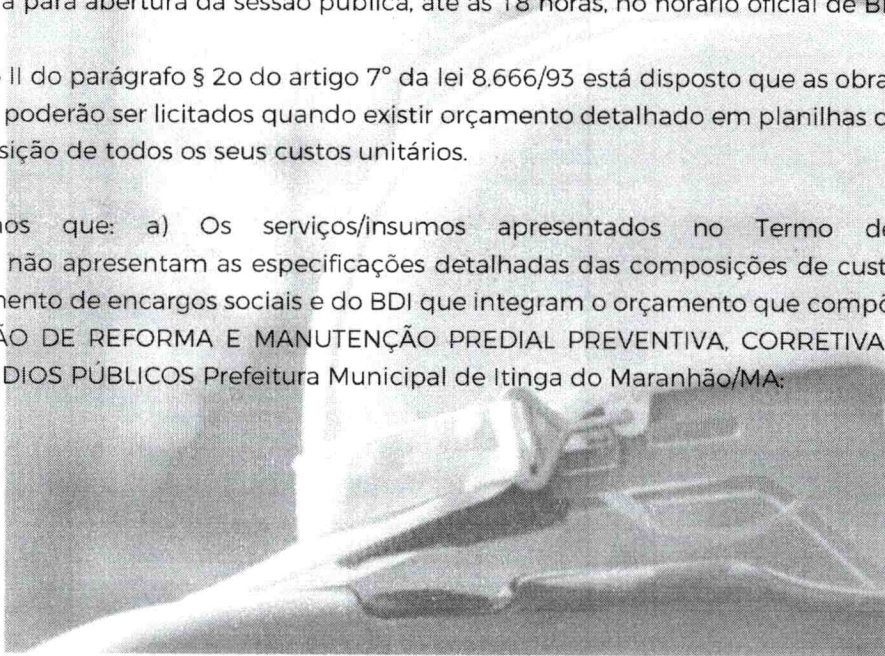 a para abertura da sessão pública, até às 18 horas, no horário oficial de
II do parágrafo § 2o do artigo 7º da lei 8.666/93 está disposto que as obra
poderão ser licitados quando existir orçamento detalhado em planilhas
sição de todos os seus custos unitários.
nos que: a) Os serviços/insumos apresentados no Termo de
não apresentam as especificações detalhadas das composições de cust
mento de encargos sociais e do BDI que integram o orçamento que comp
ÃO DE REFORMA E MANUTENÇÃO PREDIAL PREVENTIVA, CORRETIVA
DIOS PÚBLICOS Prefeitura Municipal de Itinga do Maranhão/MA: